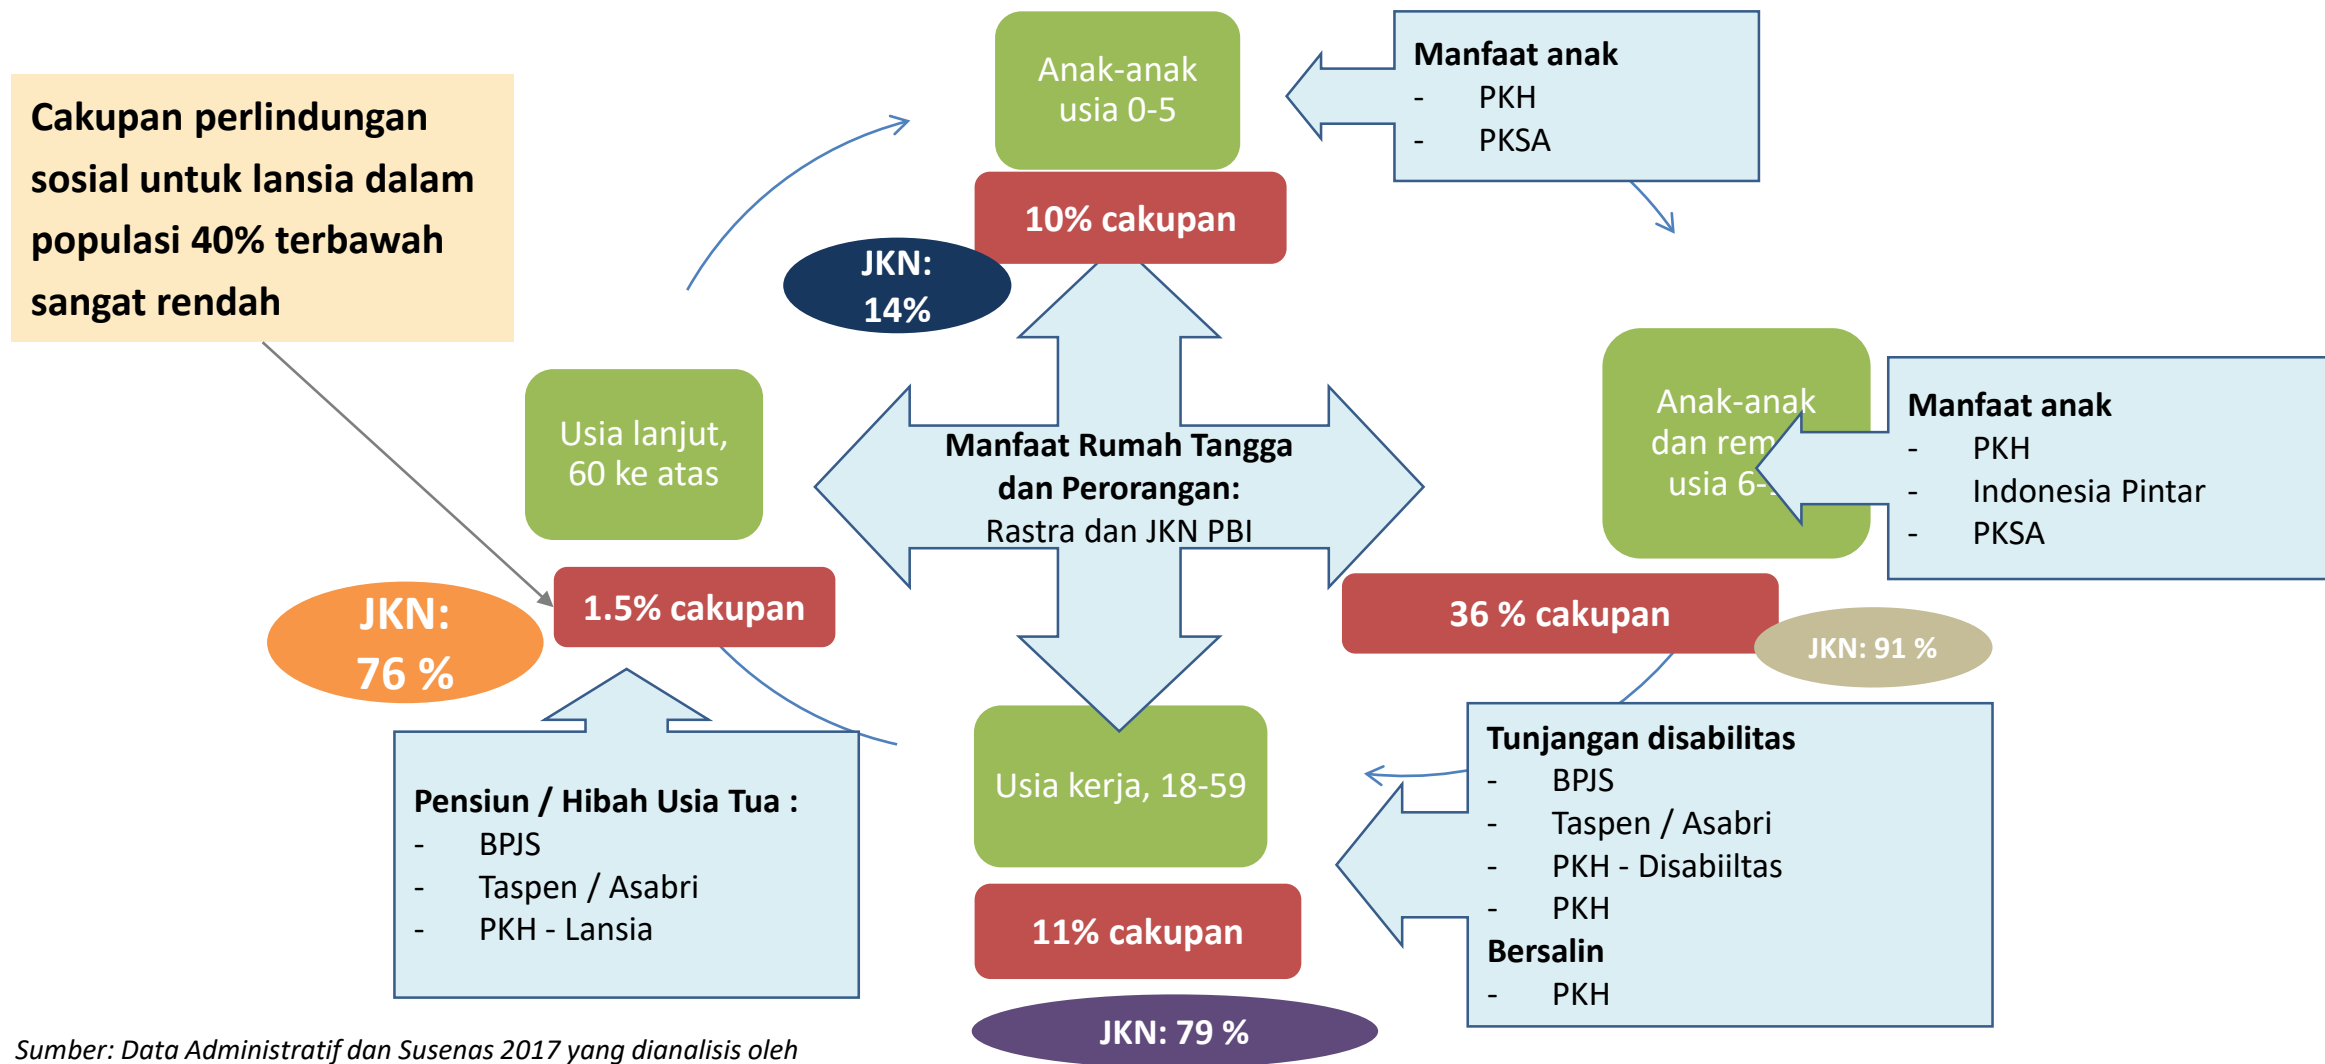 Cakupan perlindungan
sosial untuk lansia dalam
populasi 40% terbawah
sangat rendah
Anak-anak
usia 0-5
10% cakupan
JKN:
14%
Manfaat anak
- PKH
- PKSA
Usia lanjut,
60 ke atas
1.5% cakupan
JKN:
76 %
Manfaat Rumah Tangga
dan Perorangan:
Rastra dan JKN PBI
Anak-anak
dan rem
usia 6-
36 % cakupan
JKN: 91 %
Manfaat anak
- PKH
- Indonesia Pintar
- PKSA
Pensiun / Hibah Usia Tua :
- BPJS
- Taspen / Asabri
- PKH - Lansia
Usia kerja, 18-59
11% cakupan
JKN: 79 %
Tunjangan disabilitas
- BPJS
- Taspen / Asabri
- PKH - Disabiiltas
- PKH
Bersalin
- PKH
Sumber: Data Administratif dan Susenas 2017 yang dianalisis oleh